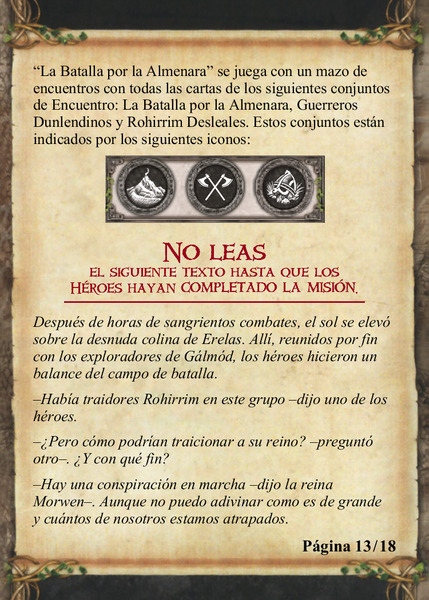 “La Batalla por la Almenara” se juega con un mazo de
encuentros con todas las cartas de los siguientes conjuntos
de Encuentro: La Batalla por la Almenara, Guerreros
Dunlendinos y Rohirrim Desleales. Estos conjuntos están
indicados por los siguientes iconos:
No leas
el siguiente texto hasta que los
Héroes hayan completado la misión.
Después de horas de sangrientos combates, el sol se elevó
sobre la desnuda colina de Erelas. Allí, reunidos por fin
con los exploradores de Gálmód, los héroes hicieron un
balance del campo de batalla.
–Había traidores Rohirrim en este grupo –dijo uno de los
héroes.
–¿Pero cómo podrían traicionar a su reino? –preguntó
otro–. ¿Y con qué fin?
–Hay una conspiración en marcha –dijo la reina
Morwen–. Aunque no puedo adivinar como es de grande
y cuántos de nosotros estamos atrapados.
Página 13/18